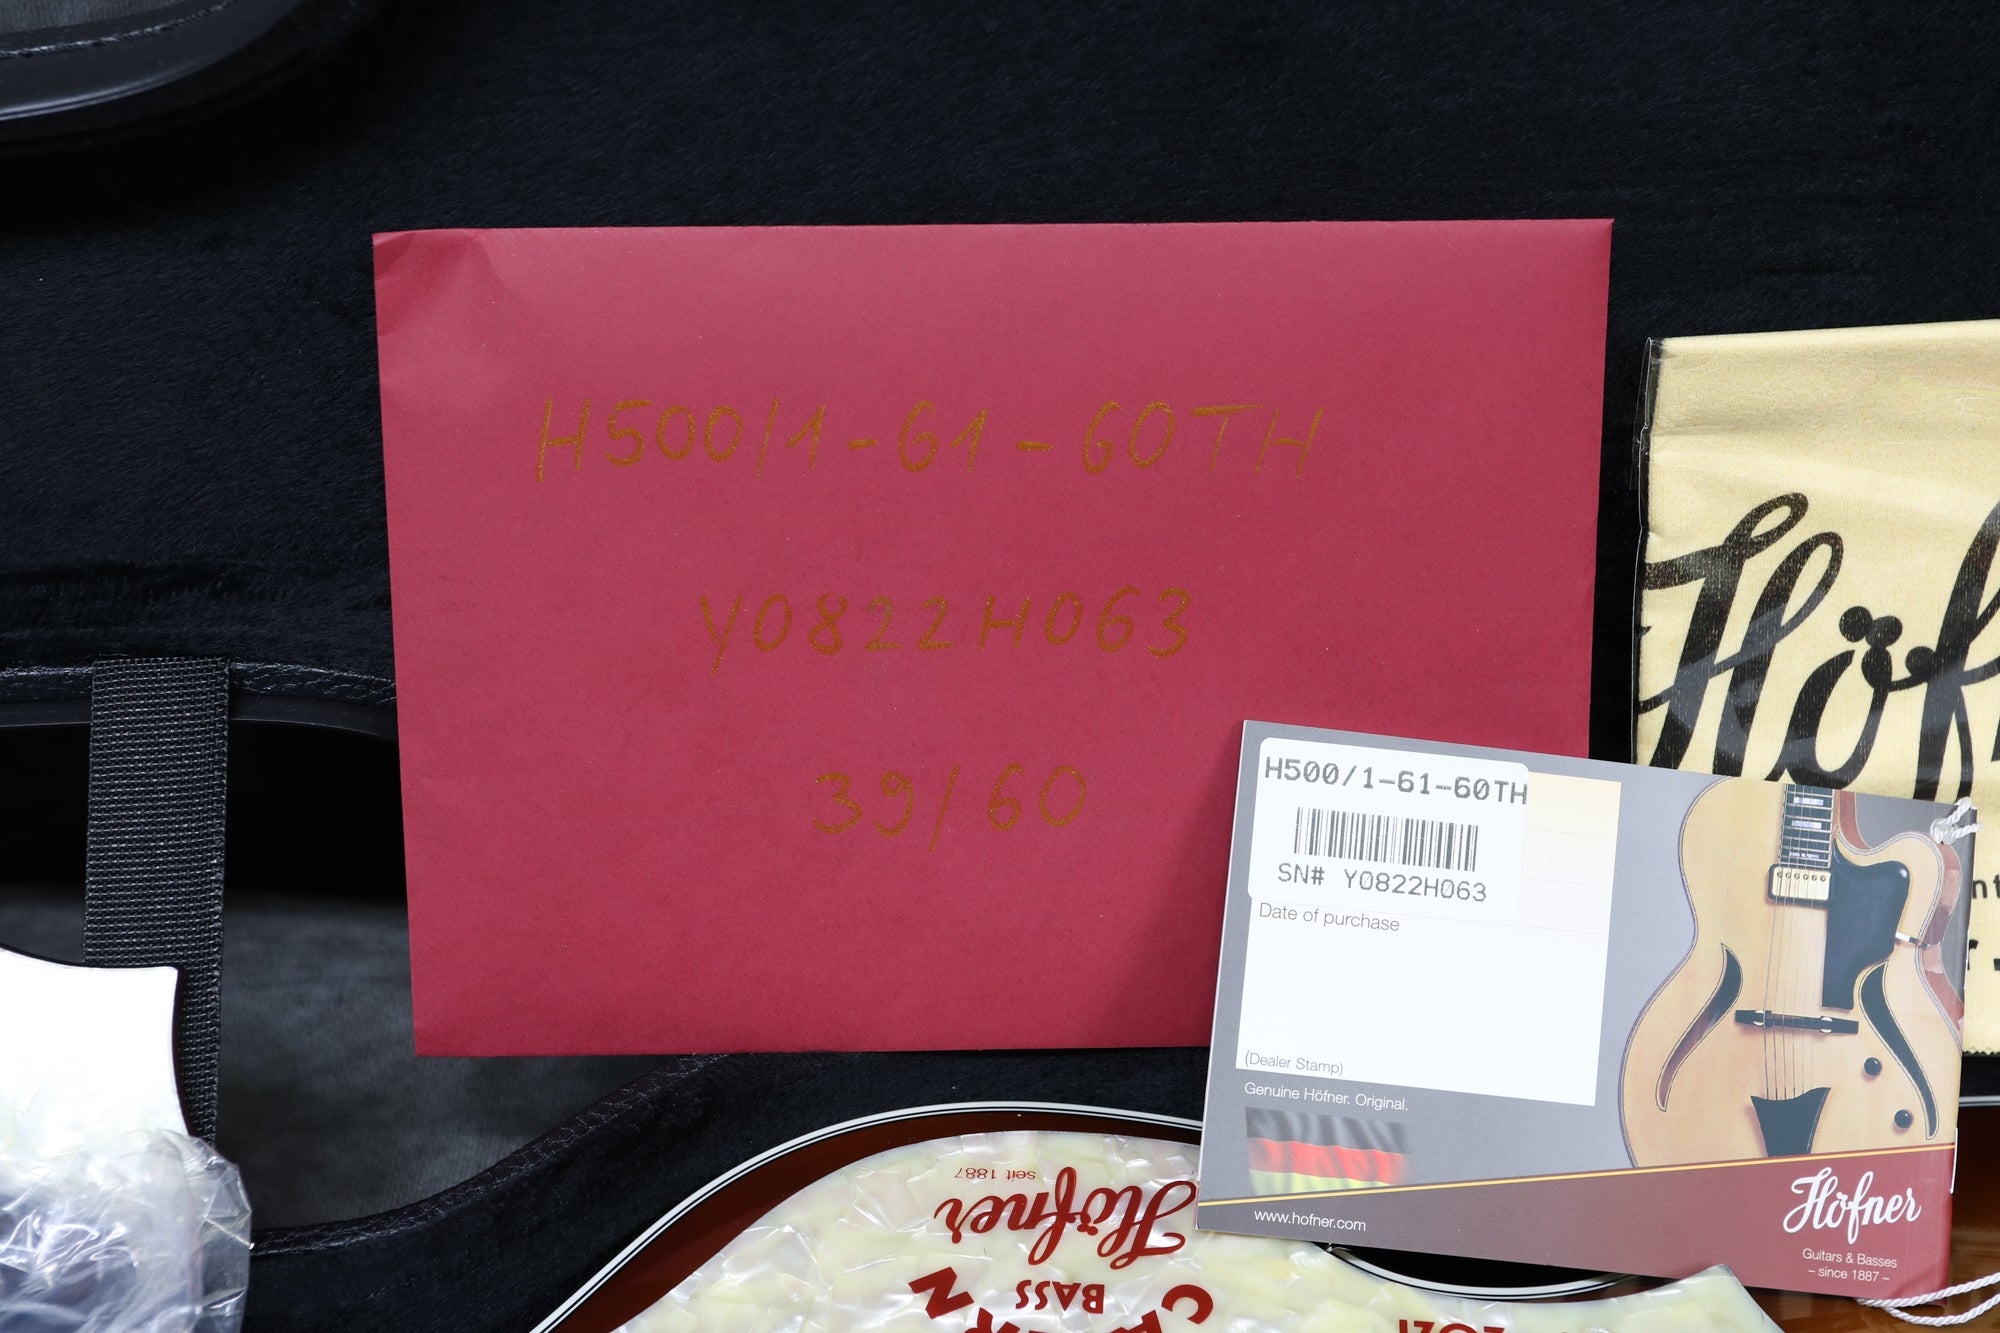 H500/1-61-60TH
Y0822H063
39/60
Höfner
H500/1-61-60TH
SN# Y0822H063
Date of purchase
(Dealer Stamp)
Genuine Höfner. Original.
www.hofner.com
Höfner
Guitars & Basses
– since 1887 –
Höfner
seit 1887
BASS